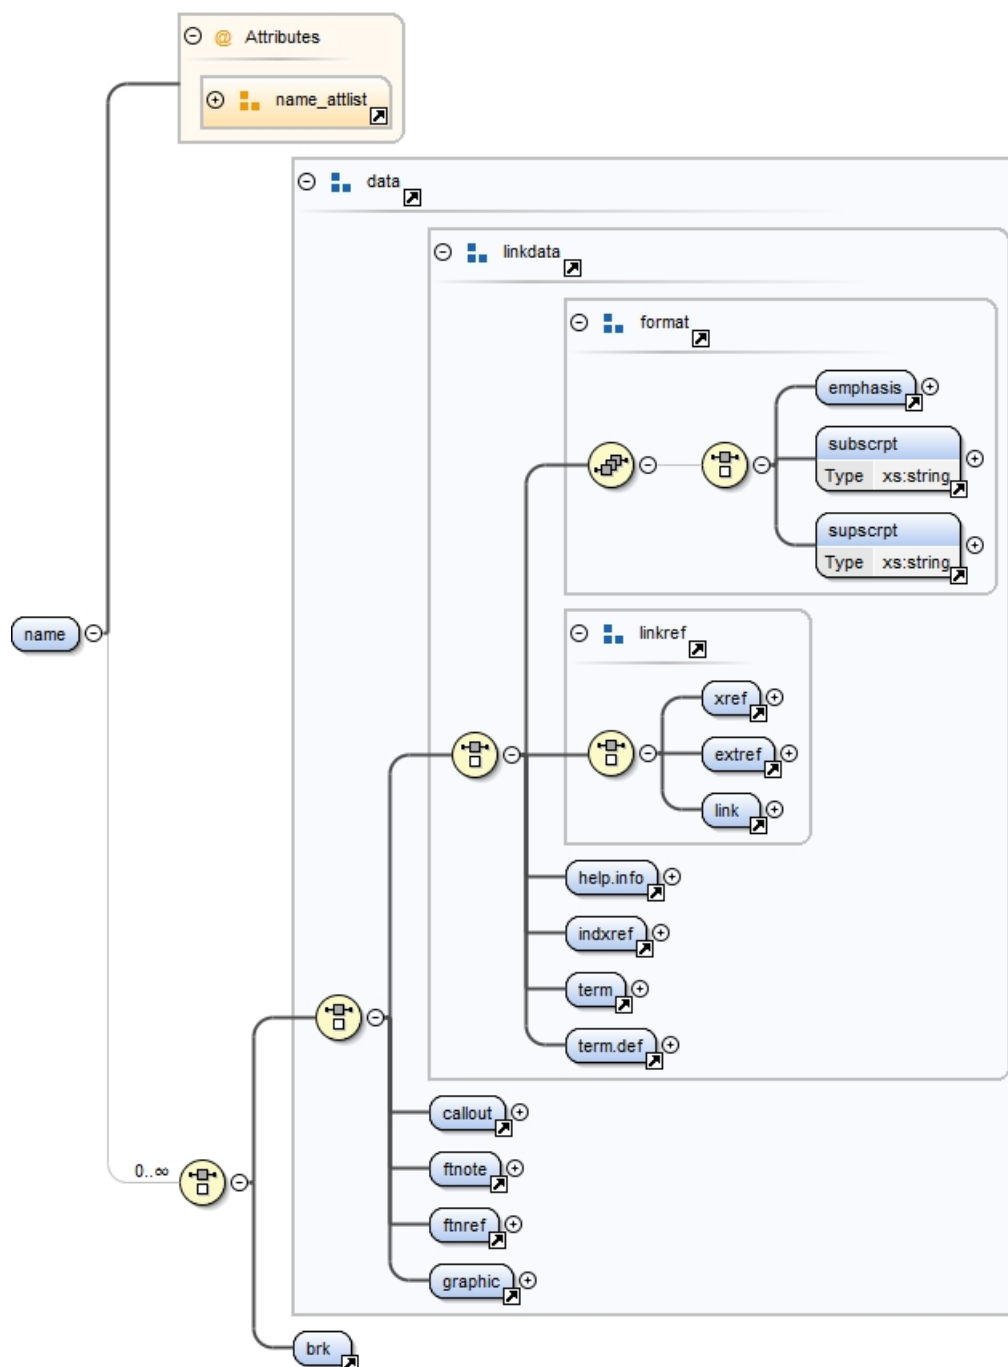 @ Attributes
name_attlist
data
linkdata
format
emphasis
subscrpt
Type xs:string
supscrpt
Type xs:string
name
linkref
xref
extref
link
help.info
indxref
term
term.def
callout
ftnote
0..∞
ftnref
graphic
brk